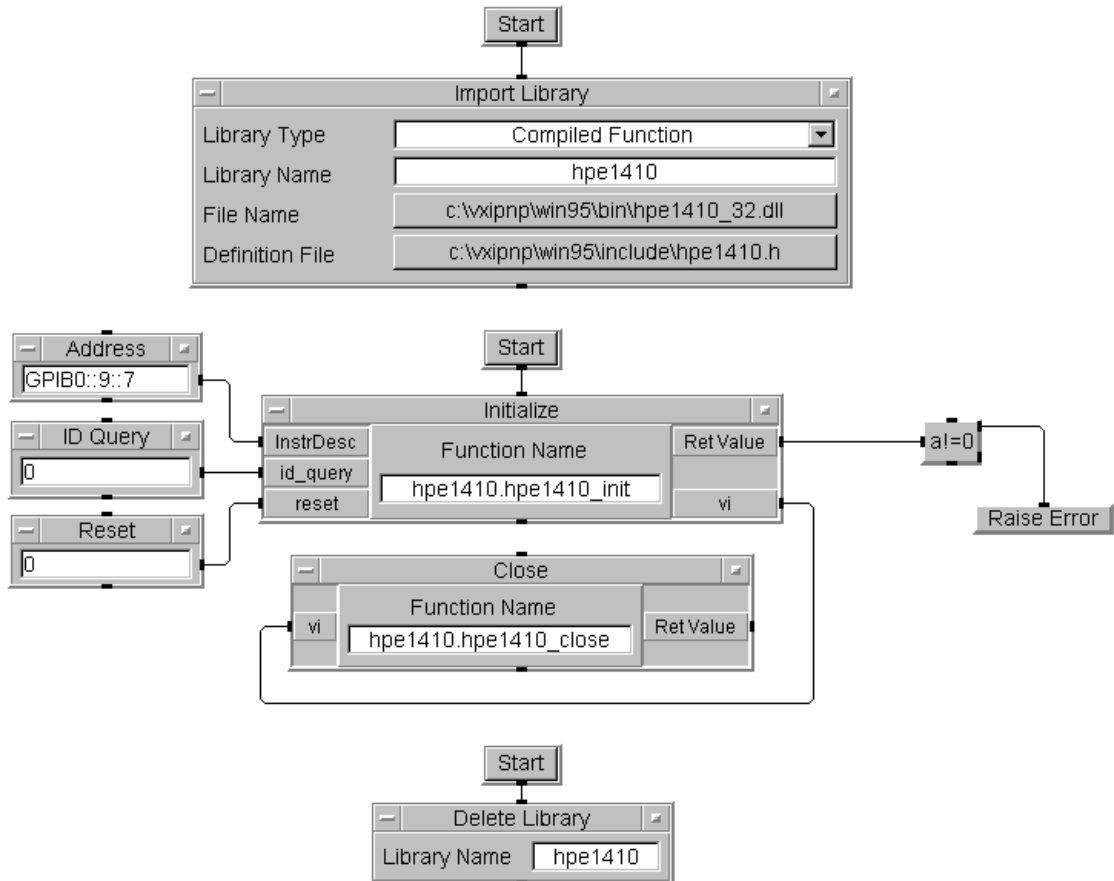 Start
Import Library
Library Type Compiled Function
Library Name hpe1410
File Name c:\vxipnp\win95\bin\hpe1410_32.dll
Definition File c:\vxipnp\win95\include\hpe1410.h
Start
Address
GPIB0::9::7
ID Query
0
Reset
0
Initialize
InstrDesc
id_query
reset
Function Name
hpe1410.hpe1410_init
Ret Value
vi
a!=0
Raise Error
Close
vi
Function Name
hpe1410.hpe1410_close
Ret Value
Start
Delete Library
Library Name hpe1410